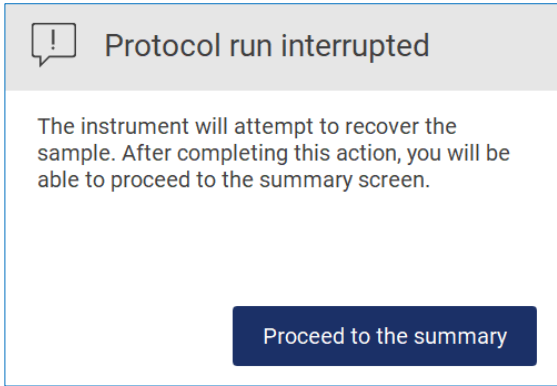 Protocol run interrupted
The instrument will attempt to recover the
sample. After completing this action, you will be
able to proceed to the summary screen.
Proceed to the summary